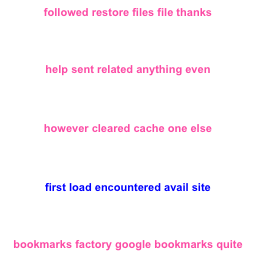 followed restore files file thanks
help sent related anything even
however cleared cache one else
first load encountered avail site
bookmarks factory google bookmarks quite